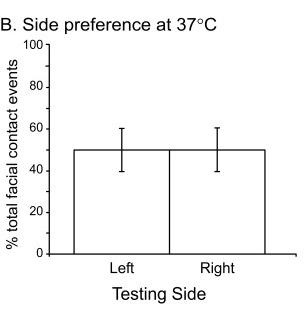 B. Side preference at 37°C
% total facial contact events
100
80
60
40
20
0
Left Right
Testing Side